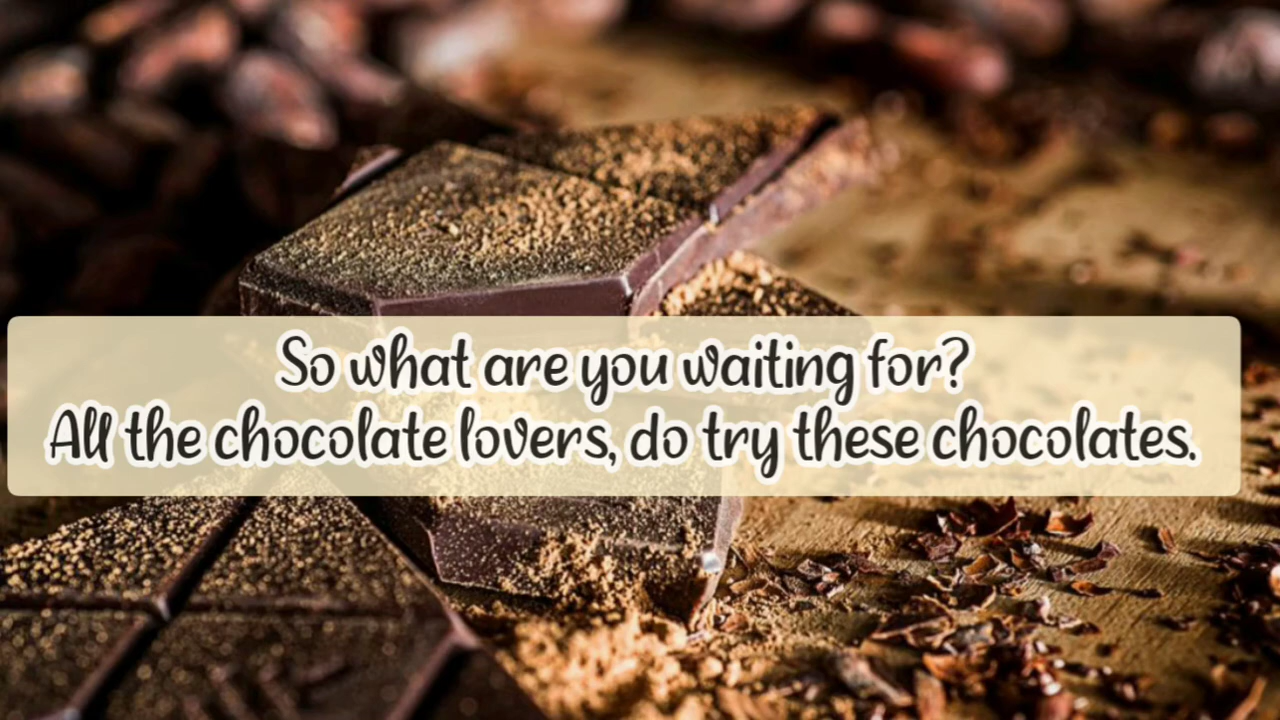 So what are you waiting for?
All the chocolate lovers, do try these chocolates.